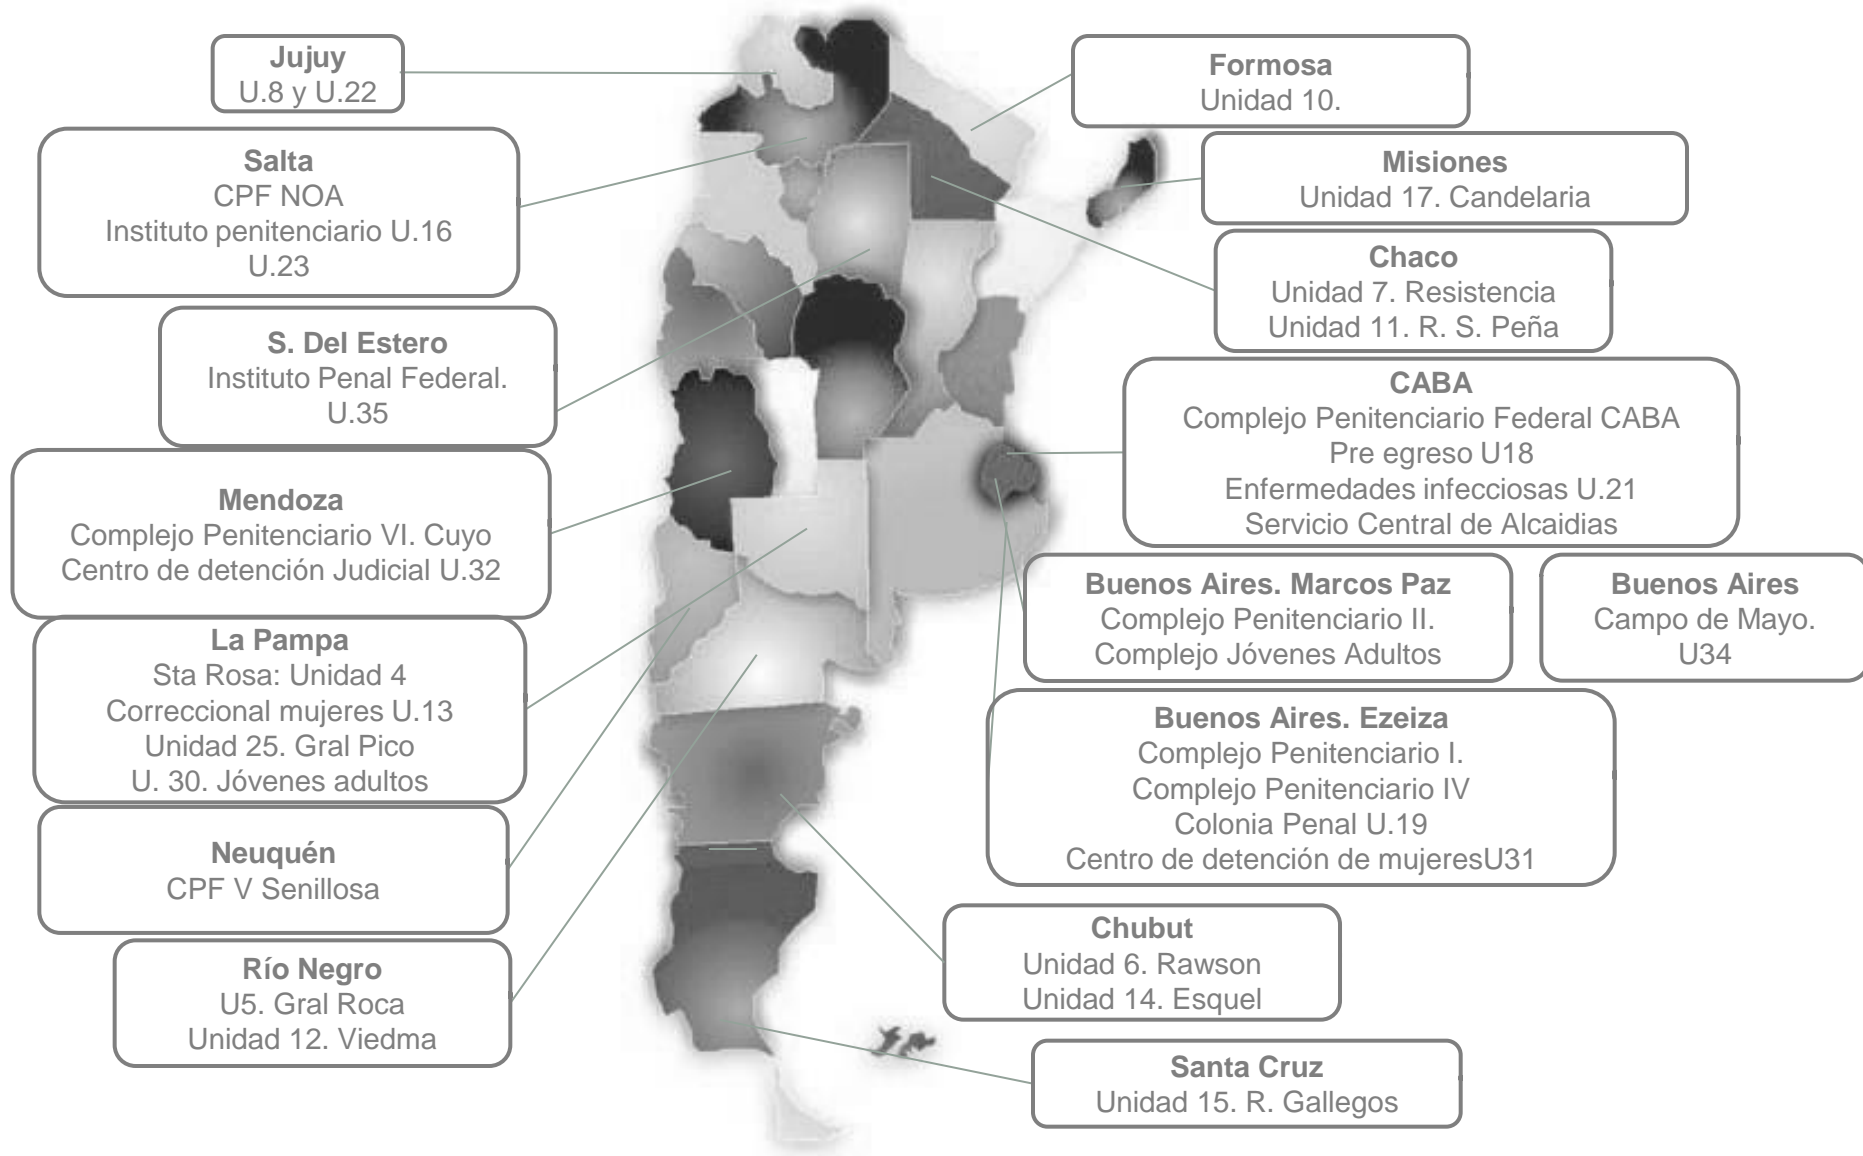 Jujuy
U.8 y U.22
Salta
CPF NOA
Instituto penitenciario U.16
U.23
S. Del Estero
Instituto Penal Federal.
U.35
Mendoza
Complejo Penitenciario VI. Cuyo
Centro de detención Judicial U.32
La Pampa
Sta Rosa: Unidad 4
Correccional mujeres U.13
Unidad 25. Gral Pico
U. 30. Jóvenes adultos
Neuquén
CPF V Senillosa
Río Negro
U5. Gral Roca
Unidad 12. Viedma
Formosa
Unidad 10.
Misiones
Unidad 17. Candelaria
Chaco
Unidad 7. Resistencia
Unidad 11. R. S. Peña
CABA
Complejo Penitenciario Federal CABA
Pre egreso U18
Enfermedades infecciosas U.21
Servicio Central de Alcaidias
Buenos Aires. Marcos Paz
Complejo Penitenciario II.
Complejo Jóvenes Adultos
Buenos Aires
Campo de Mayo.
U34
Buenos Aires. Ezeiza
Complejo Penitenciario I.
Complejo Penitenciario IV
Colonia Penal U.19
Centro de detención de mujeresU31
Chubut
Unidad 6. Rawson
Unidad 14. Esquel
Santa Cruz
Unidad 15. R. Gallegos